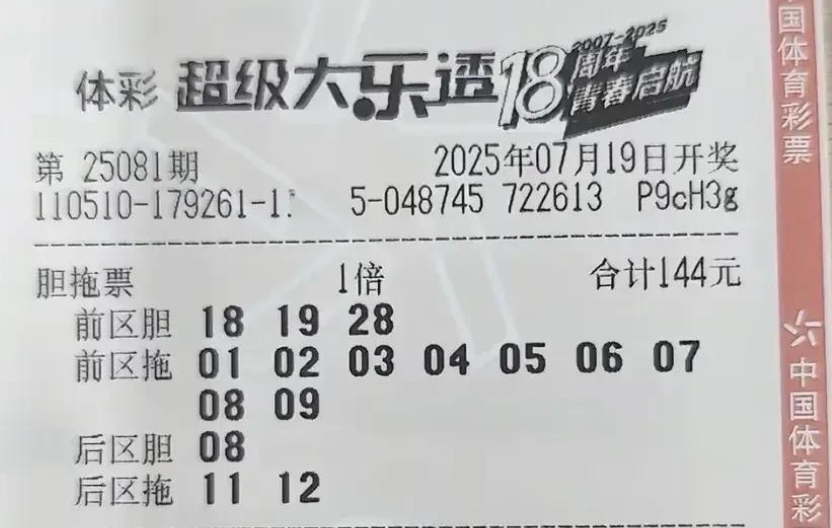 体彩 超级大乐透 18 2007-2025 周年 青春启航
第 25081期 2025年07月19日开奖
110510-179261-1 5-048745 722613 P9cH3g
胆拖票 1倍 合计144元
前区胆 18 19 28
前区拖 01 02 03 04 05 06 07
08 09
后区胆 08
后区拖 11 12
国体育彩票
中国体育彩